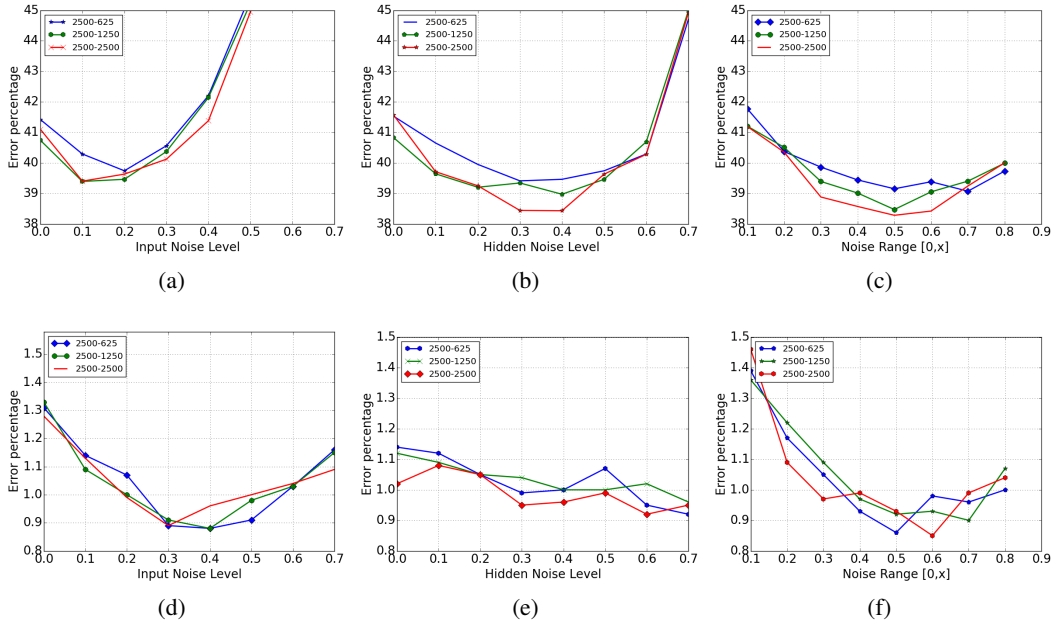 45
44
43
42
41
40
39
38
Error percentage
0.0 0.1 0.2 0.3 0.4 0.5 0.6 0.7
Input Noise Level
2500-625
2500-1250
2500-2500
(a)
45
44
43
42
41
40
39
38
Error percentage
0.0 0.1 0.2 0.3 0.4 0.5 0.6 0.7
Hidden Noise Level
2500-625
2500-1250
2500-2500
(b)
45
44
43
42
41
40
39
38
Error percentage
0.1 0.2 0.3 0.4 0.5 0.6 0.7 0.8 0.9
Noise Range [0,x]
2500-625
2500-1250
2500-2500
(c)
1.5
1.4
1.3
1.2
1.1
1.0
0.9
0.8
Error percentage
0.0 0.1 0.2 0.3 0.4 0.5 0.6 0.7
Input Noise Level
2500-625
2500-1250
2500-2500
(d)
1.5
1.4
1.3
1.2
1.1
1.0
0.9
0.8
Error percentage
0.0 0.1 0.2 0.3 0.4 0.5 0.6 0.7
Hidden Noise Level
2500-625
2500-1250
2500-2500
(e)
1.5
1.4
1.3
1.2
1.1
1.0
0.9
0.8
Error percentage
0.1 0.2 0.3 0.4 0.5 0.6 0.7 0.8 0.9
Noise Range [0,x]
2500-625
2500-1250
2500-2500
(f)